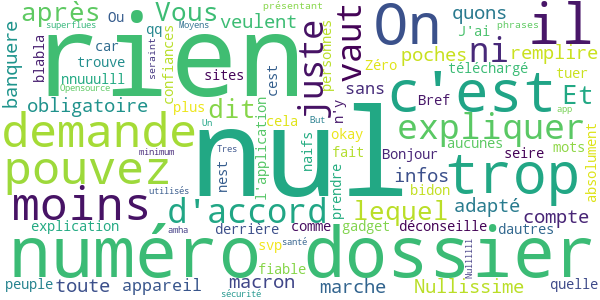 après Ou superflues Vous qq Moyens veulent présentant On quons J'ai phrases il
banquere blabla rien car sites confiances personnes juste vaut ni poches remplire
trouve seraint cest Zéro téléchargé tuer
nnuuulll sans c'est Et
obligatoire plus dit cela n'y Bref aucunes
Opensource Un But app
demande nul okay expliquer mots
l'application naifs fait Bonjour seire absolument
pouvez Tres nest prendre infos trop
minimum utilisés bidon
moins d'accord lequel adapté
explication amha derrière comme gadget déconseille compte dautres
numéro dossier
svp santé Nulllll
peuple toute appareil macron fiable marche Nullissime quelle
sécurité